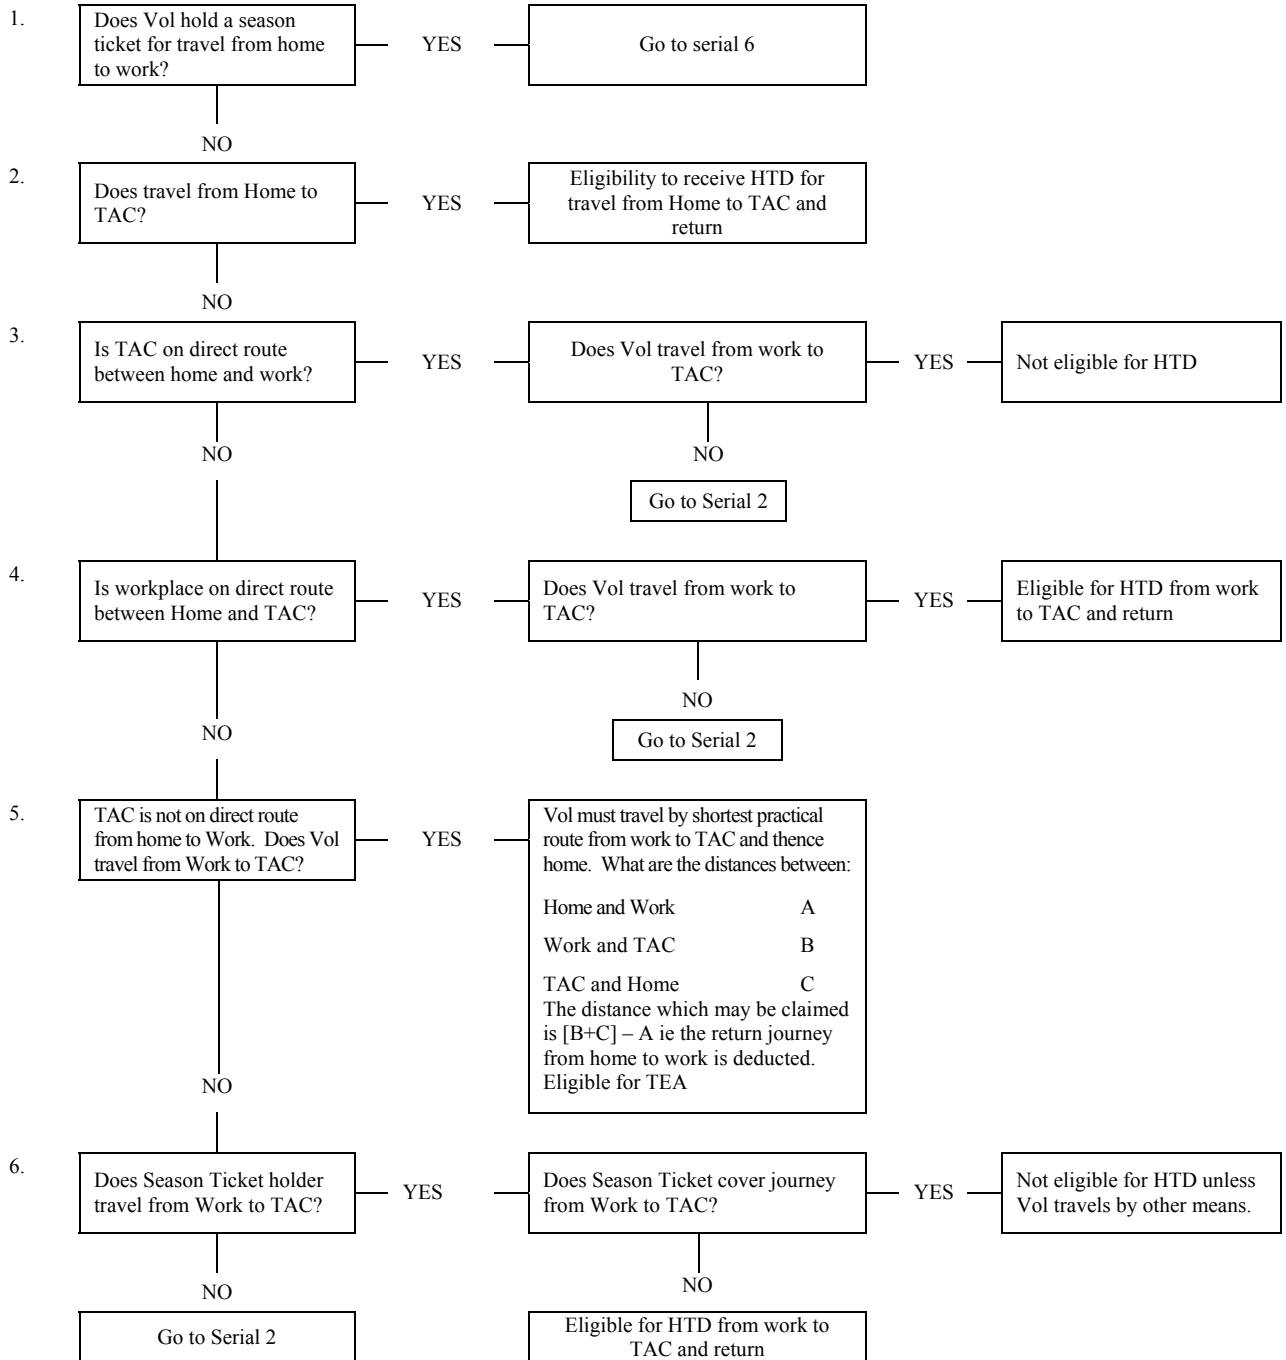 1.
Does Vol hold a season
ticket for travel from home
to work?
YES
Go to serial 6
NO
2.
Does travel from Home to
TAC?
YES
Eligibility to receive HTD for
travel from Home to TAC and
return
NO
3.
Is TAC on direct route
between home and work?
YES
Does Vol travel from work to
TAC?
YES
Not eligible for HTD
NO
NO
Go to Serial 2
4.
Is workplace on direct route
between Home and TAC?
YES
Does Vol travel from work to
TAC?
YES
Eligible for HTD from work
to TAC and return
NO
NO
Go to Serial 2
5.
TAC is not on direct route
from home to Work. Does Vol
travel from Work to TAC?
YES
Vol must travel by shortest practical
route from work to TAC and thence
home. What are the distances between:
Home and Work A
Work and TAC B
TAC and Home C
The distance which may be claimed
is [B+C] – A ie the return journey
from home to work is deducted.
Eligible for TEA
NO
6.
Does Season Ticket holder
travel from Work to TAC?
YES
Does Season Ticket cover journey
from Work to TAC?
YES
Not eligible for HTD unless
Vol travels by other means.
NO
NO
Go to Serial 2
Eligible for HTD from work to
TAC and return